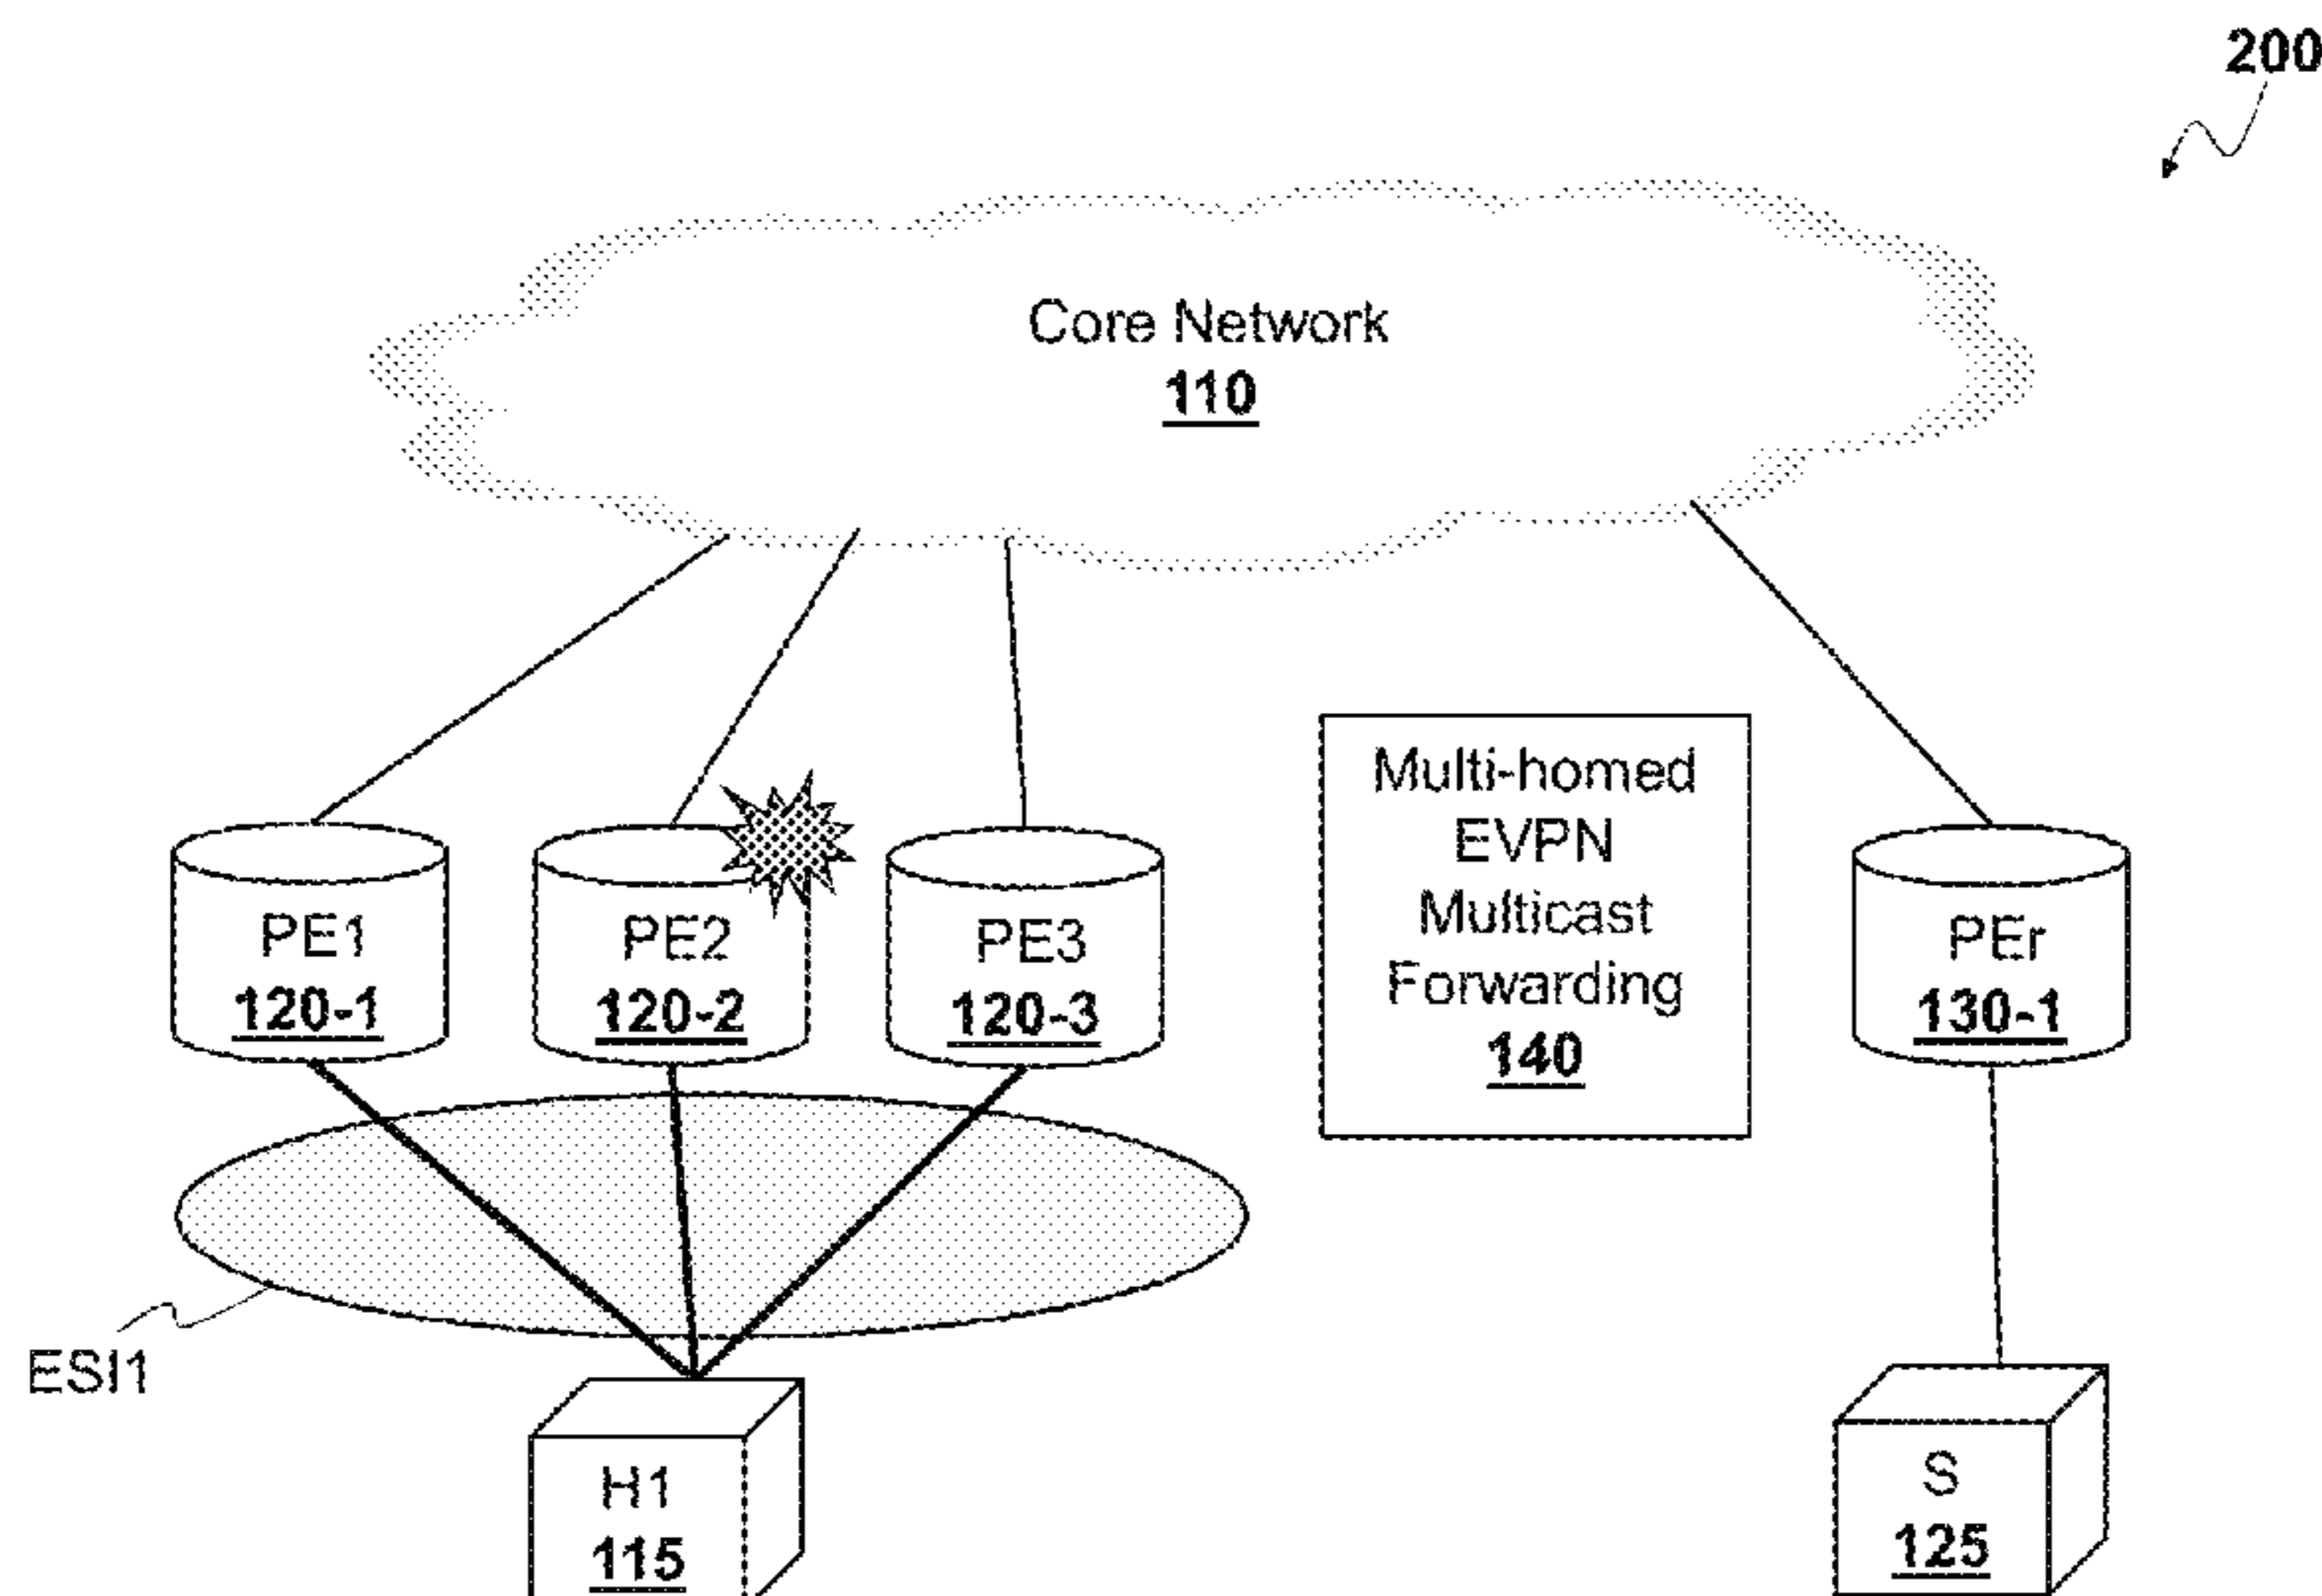 200
Core Network
110
PE1
120-1
PE2
120-2
PE3
120-3
Multi-homed
EVPN
Multicast
Forwarding
140
PEr
130-1
ESI1
H1
115
S
125